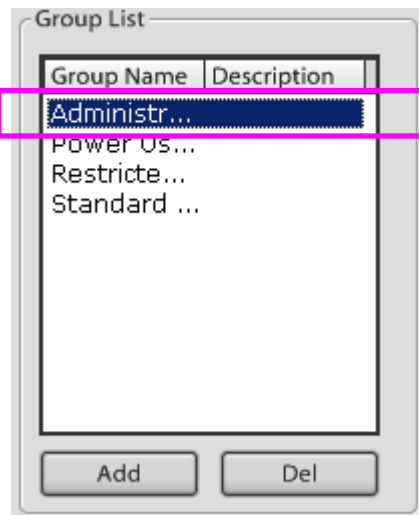 Group List
Group Name Description
Administr...
Power Us...
Restricte...
Standard ...
Add Del